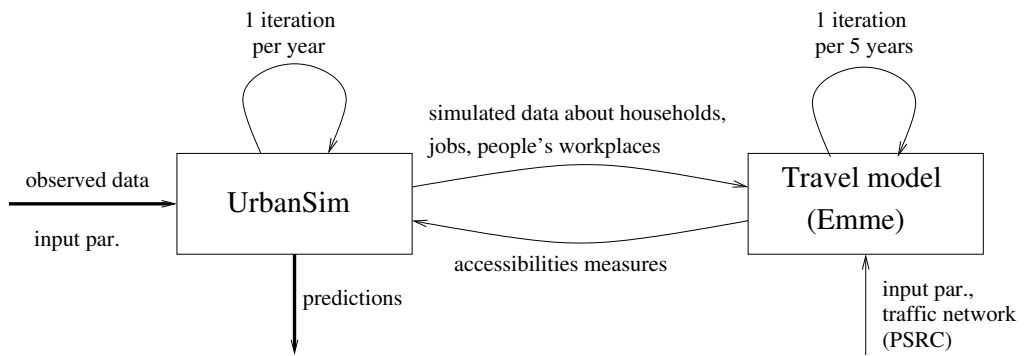 1 iteration
per year
1 iteration
per 5 years
simulated data about households,
jobs, people's workplaces
observed data
input par.
UrbanSim
Travel model
(Emme)
accessibilities measures
predictions
input par.,
traffic network
(PSRC)